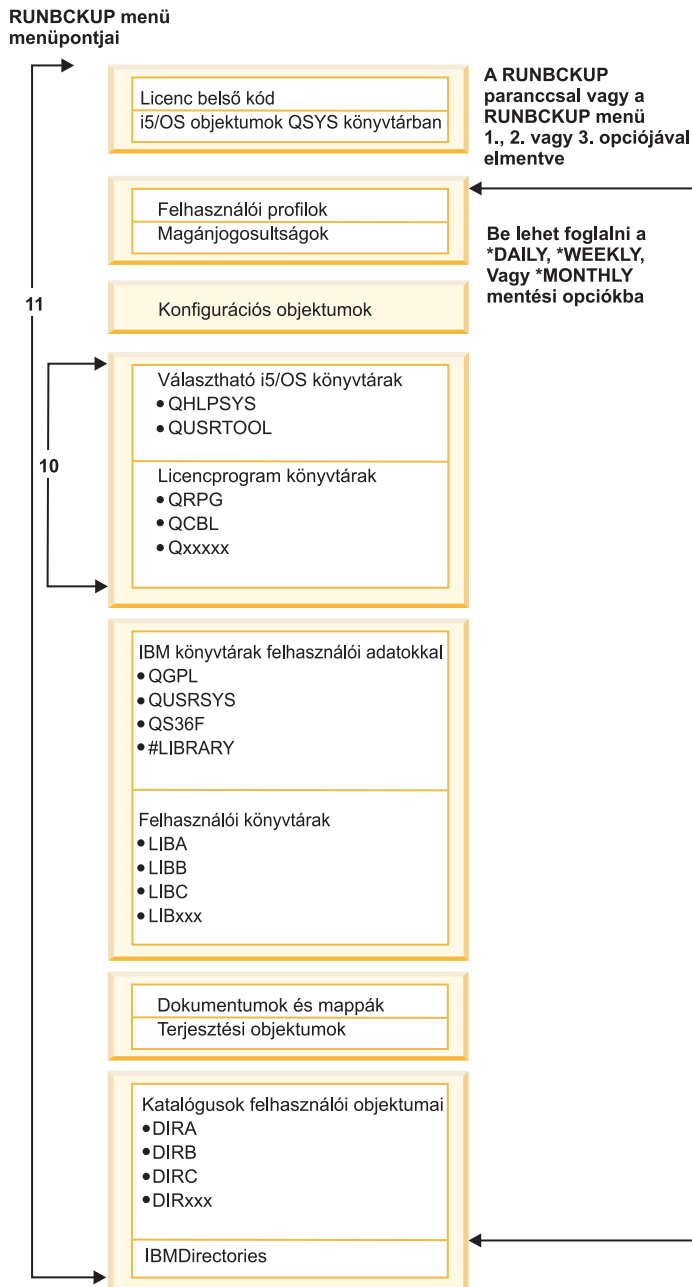 RUNBCKUP menü
menüpontjai
Licenc belső kód
i5/OS objektumok QSYS könyvtárban
A RUNBCKUP
paranccsal vagy a
RUNBCKUP menü
1., 2. vagy 3. opciójával
elmentve
Felhasználói profilok
Magánjogosultságok
Be lehet foglalni a
*DAILY, *WEEKLY,
Vagy *MONTHLY
mentési opciókba
11
Konfigurációs objektumok
Választható i5/OS könyvtárak
• QHLPSYS
• QUSRTOOL
10
Licencprogram könyvtárak
• QRPG
• QCBL
• Qxxxxx
IBM könyvtárak felhasználói adatokkal
• QGPL
• QUSRSYS
• QS36F
• #LIBRARY
Felhasználói könyvtárak
• LIBA
• LIBB
• LIBC
• LIBxxx
Dokumentumok és mappák
Terjesztési objektumok
Katalógusok felhasználói objektumai
•DIRA
•DIRB
•DIRC
•DIRxxx
IBMDirectories